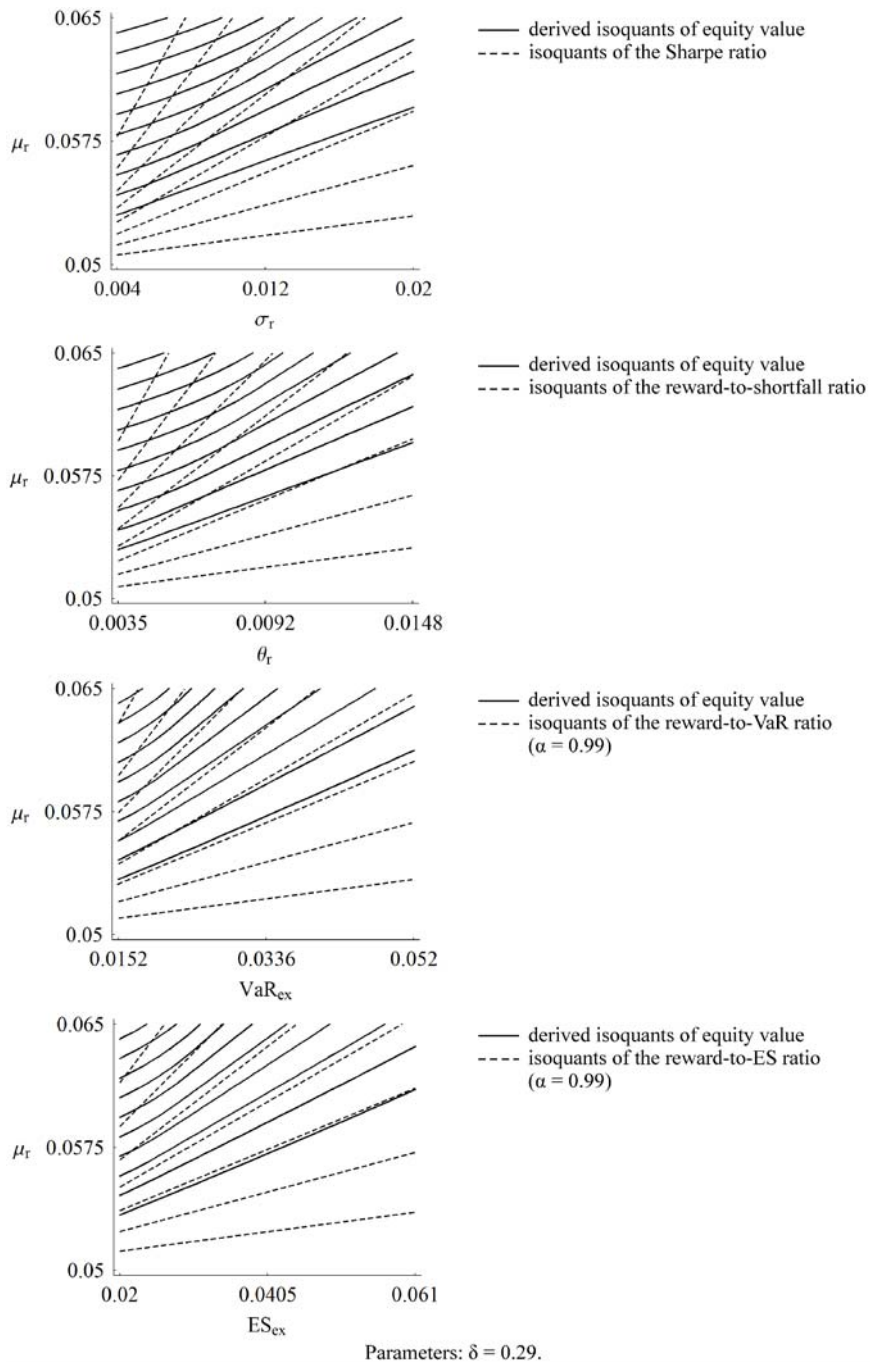 0.065
0.0575
0.05
μr
0.004 0.012 0.02
σr
derived isoquants of equity value
isoquants of the Sharpe ratio
0.065
0.0575
0.05
μr
0.0035 0.0092 0.0148
θr
derived isoquants of equity value
isoquants of the reward-to-shortfall ratio
0.065
0.0575
0.05
μr
0.0152 0.0336 0.052
VaRex
derived isoquants of equity value
isoquants of the reward-to-VaR ratio
(α = 0.99)
0.065
0.0575
0.05
μr
0.02 0.0405 0.061
ESex
derived isoquants of equity value
isoquants of the reward-to-ES ratio
(α = 0.99)
Parameters: δ = 0.29.